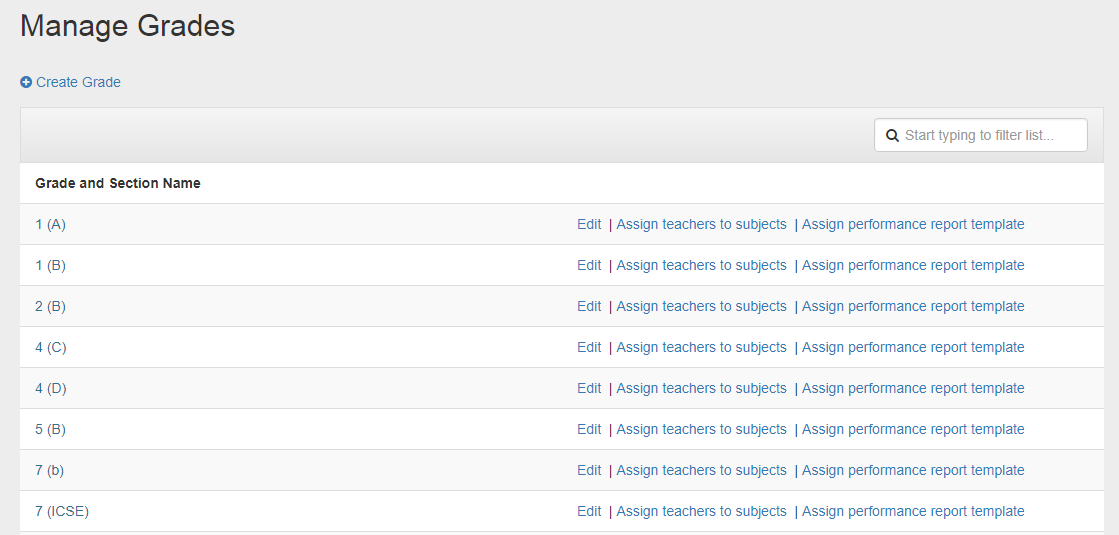 Manage Grades
Create Grade
Start typing to filter list...
Grade and Section Name
1 (A) Edit | Assign teachers to subjects | Assign performance report template
1 (B) Edit | Assign teachers to subjects | Assign performance report template
2 (B) Edit | Assign teachers to subjects | Assign performance report template
4 (C) Edit | Assign teachers to subjects | Assign performance report template
4 (D) Edit | Assign teachers to subjects | Assign performance report template
5 (B) Edit | Assign teachers to subjects | Assign performance report template
7 (b) Edit | Assign teachers to subjects | Assign performance report template
7 (ICSE) Edit | Assign teachers to subjects | Assign performance report template